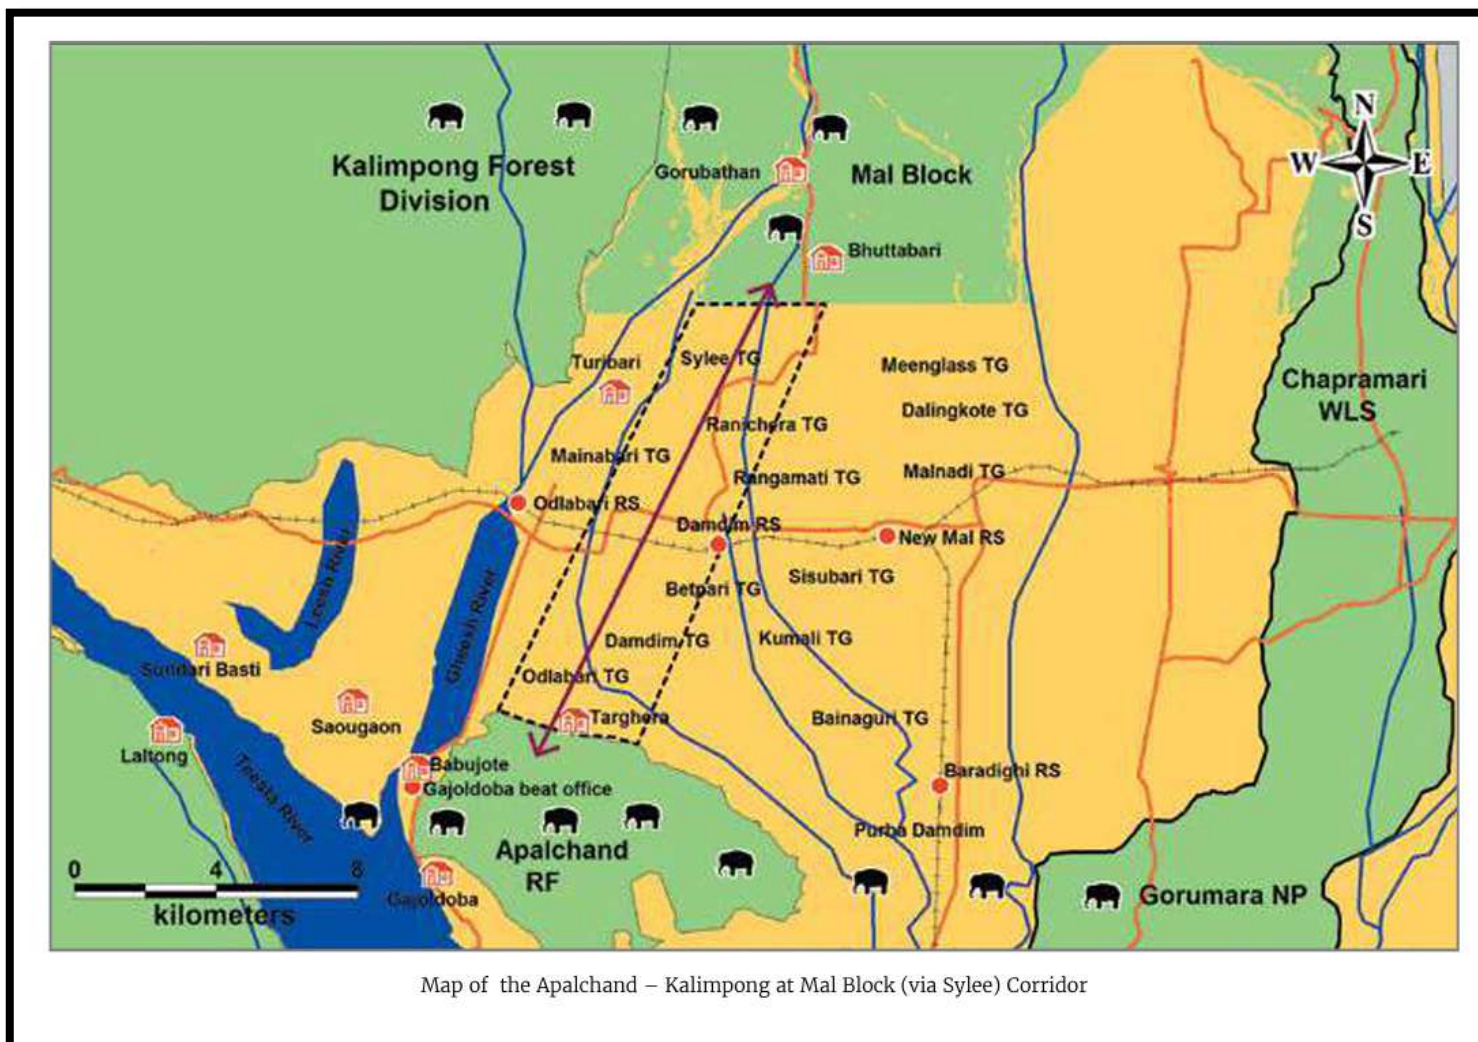 N
Kalimpong Forest
Division
Gorubathan
Mal Block
W
E
S
Bhuttabari
Turibari
Sylee TG
Meenglass TG
Chapramari
WLS
Dalingkote TG
Ranichera TG
Mainabari TG
Rangamati TG
Malnadi TG
Odlabari RS
Damdim RS
New Mal RS
Leesh River
Betpari TG
Sisubari TG
Gheesh River
Damdim TG
Kumali TG
Sundari Basti
Odlabari TG
Saougaon
Targhera
Bainaguri TG
Laltong
Teesta River
Babujote
Gajoldoba beat office
Baradighi RS
Purba Damdim
Apalchand
RF
0 4 8
kilometers
Gajoldoba
Gorumara NP
Map of the Apalchand – Kalimpong at Mal Block (via Sylee) Corridor